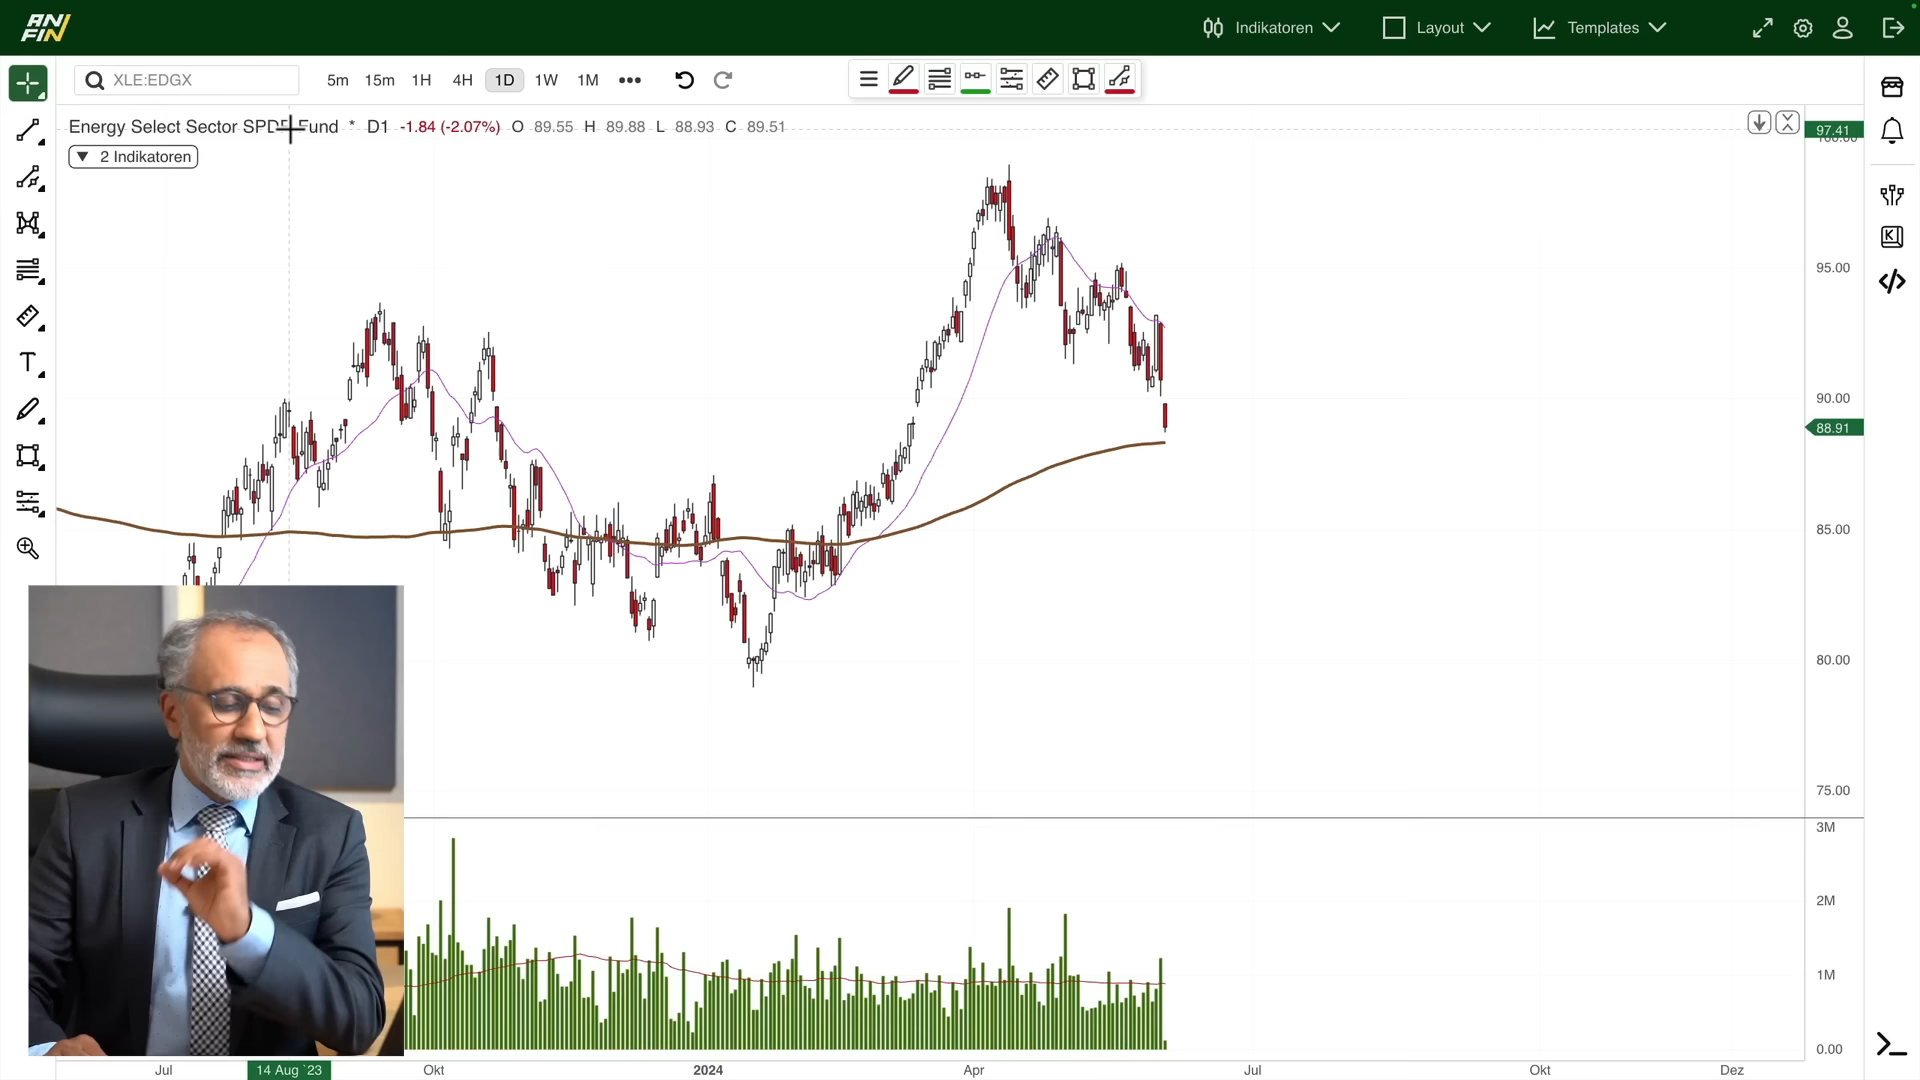 ANFIN
Indikatoren
Layout
Templates
XLE:EDGX
5m 15m 1H 4H 1D 1W 1M
Energy Select Sector SPDR Fund * D1 -1.84 (-2.07%) O 89.55 H 89.88 L 88.93 C 89.51
2 Indikatoren
97.41
100.00
95.00
90.00
88.91
85.00
80.00
75.00
3M
2M
1M
0.00
Jul 14 Aug `23 Okt 2024 Apr Jul Okt Dez